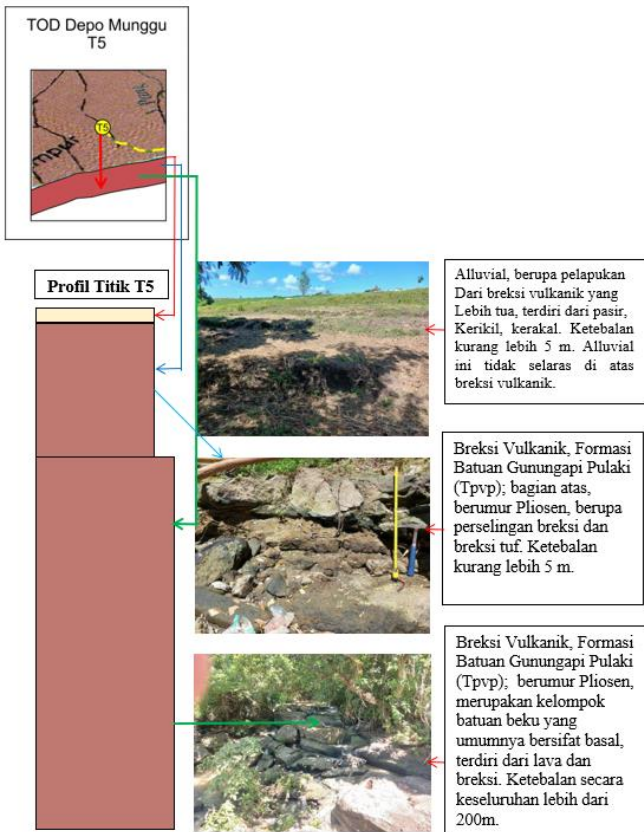 TOD Depo Munggu
T5
T5
mpur
Profil Titik T5
Alluvial, berupa pelapukan
Dari breksi vulkanik yang
Lebih tua, terdiri dari pasir,
Kerikil, kerakal. Ketebalan
kurang lebih 5 m. Alluvial
ini tidak selaras di atas
breksi vulkanik.
Breksi Vulkanik, Formasi
Batuan Gunungapi Pulaki
(Tpvp); bagian atas,
berumur Pliosen, berupa
perselingan breksi dan
breksi tuf. Ketebalan
kurang lebih 5 m.
Breksi Vulkanik, Formasi
Batuan Gunungapi Pulaki
(Tpvp); berumur Pliosen,
merupakan kelompok
batuan beku yang
umumnya bersifat basal,
terdiri dari lava dan
breksi. Ketebalan secara
keseluruhan lebih dari
200m.